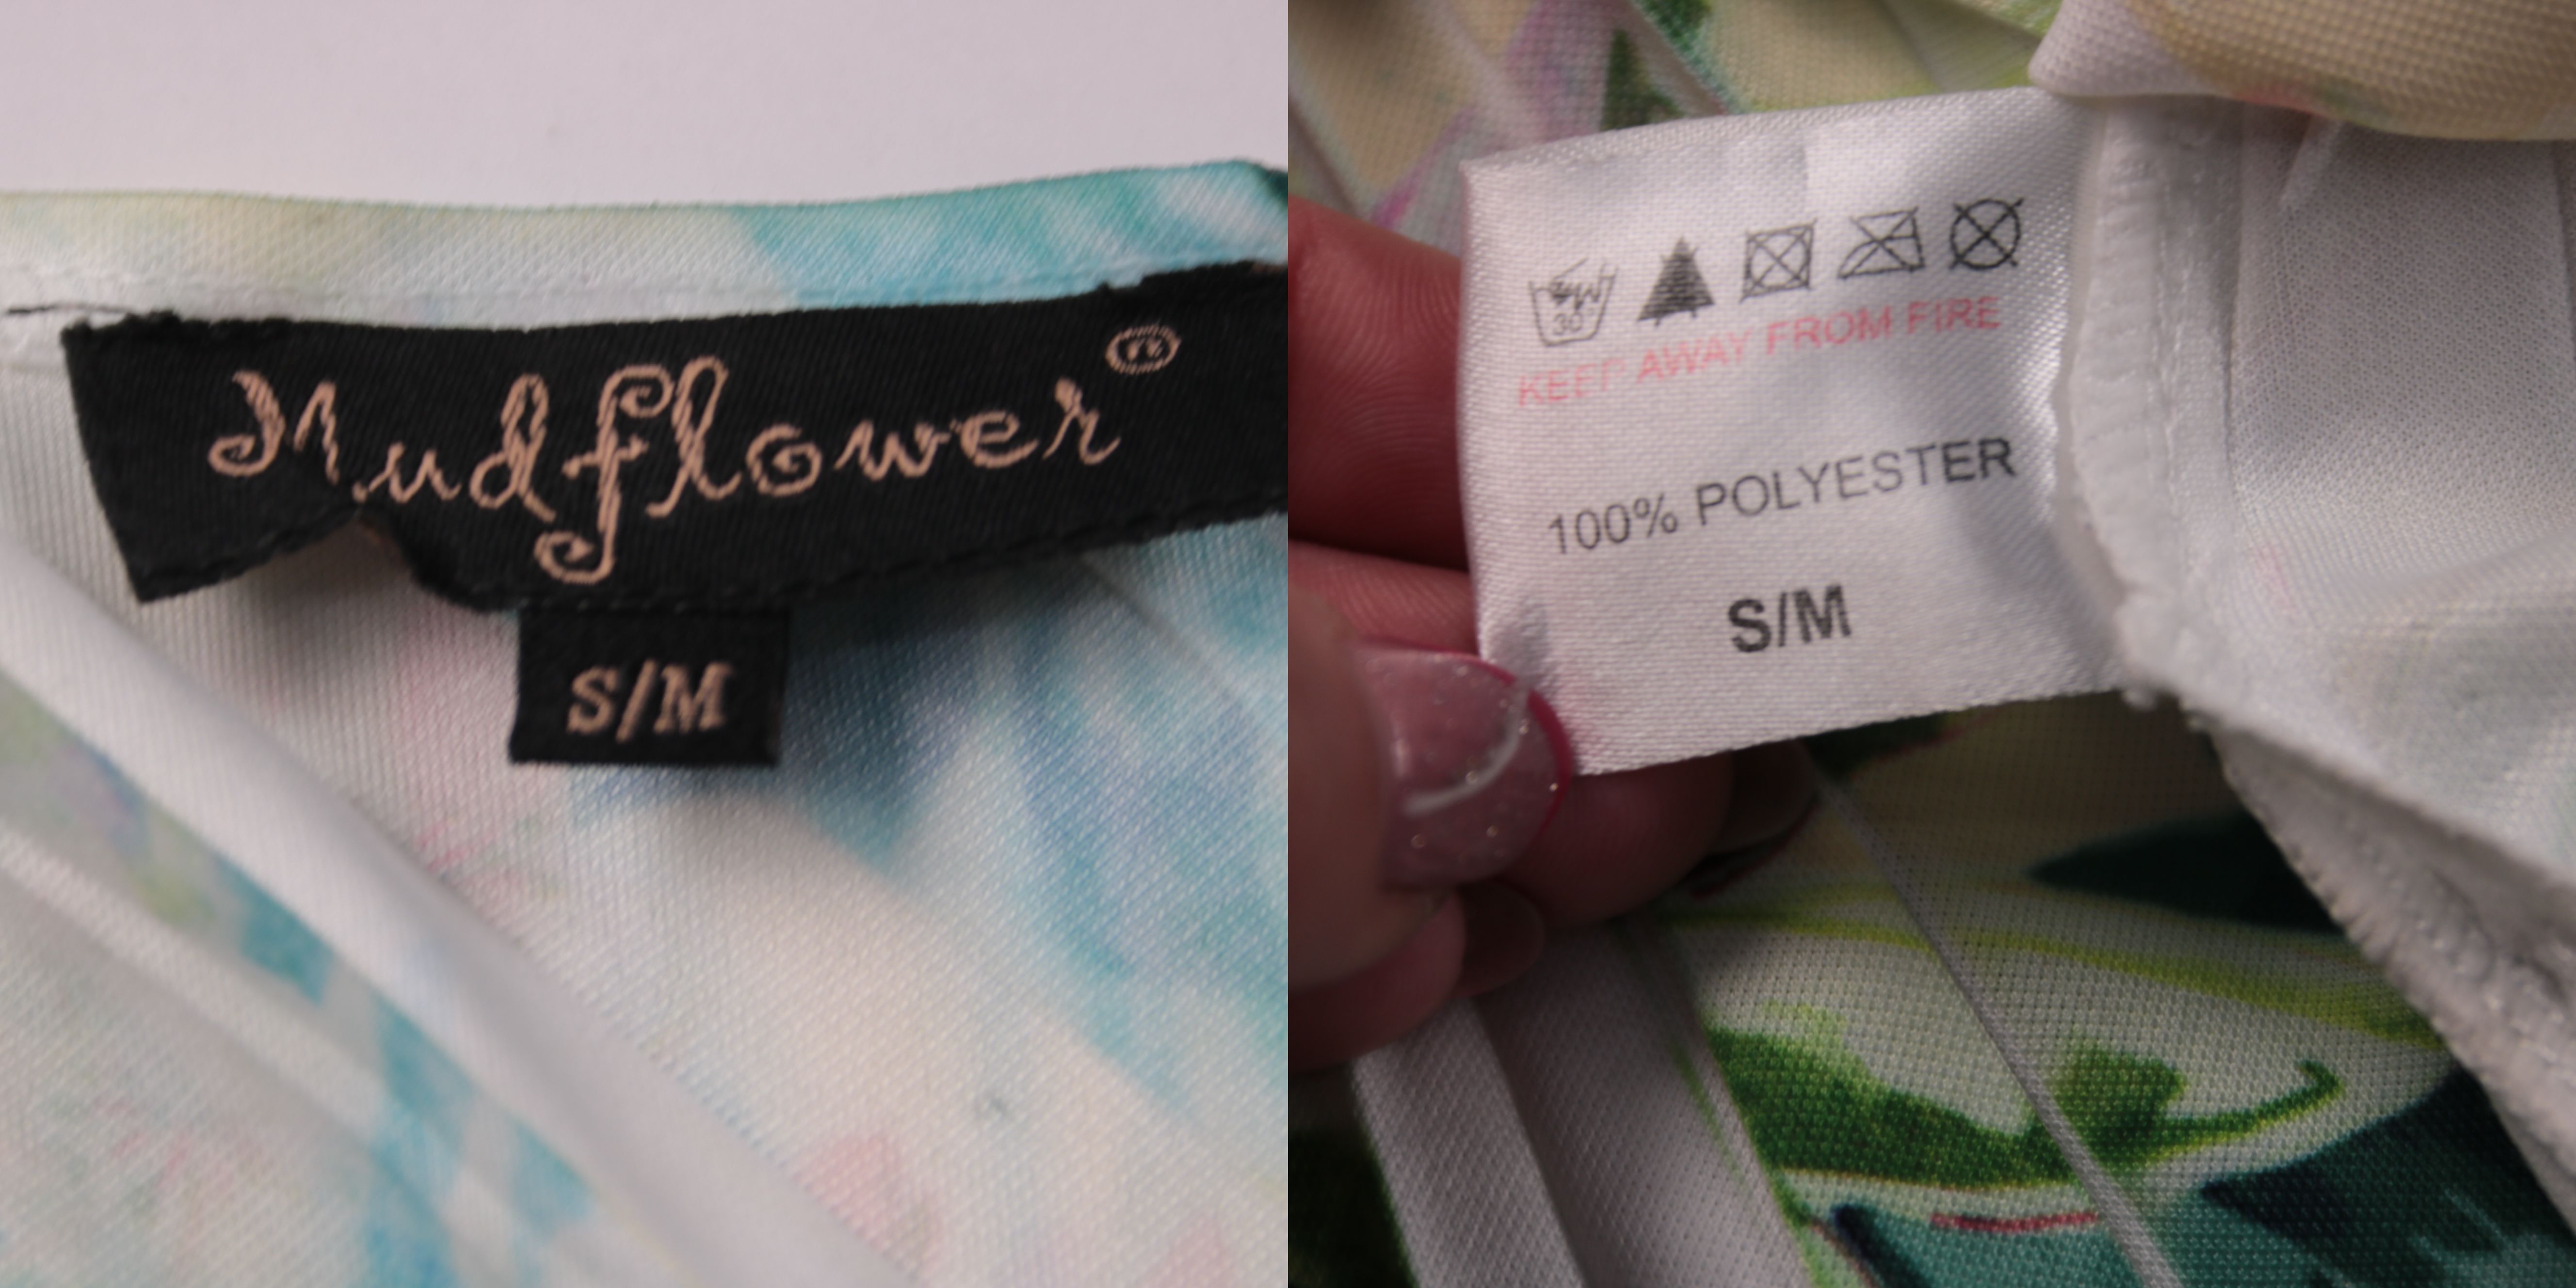 Mudflower®
S/M
30
KEEP AWAY FROM FIRE
100% POLYESTER
S/M